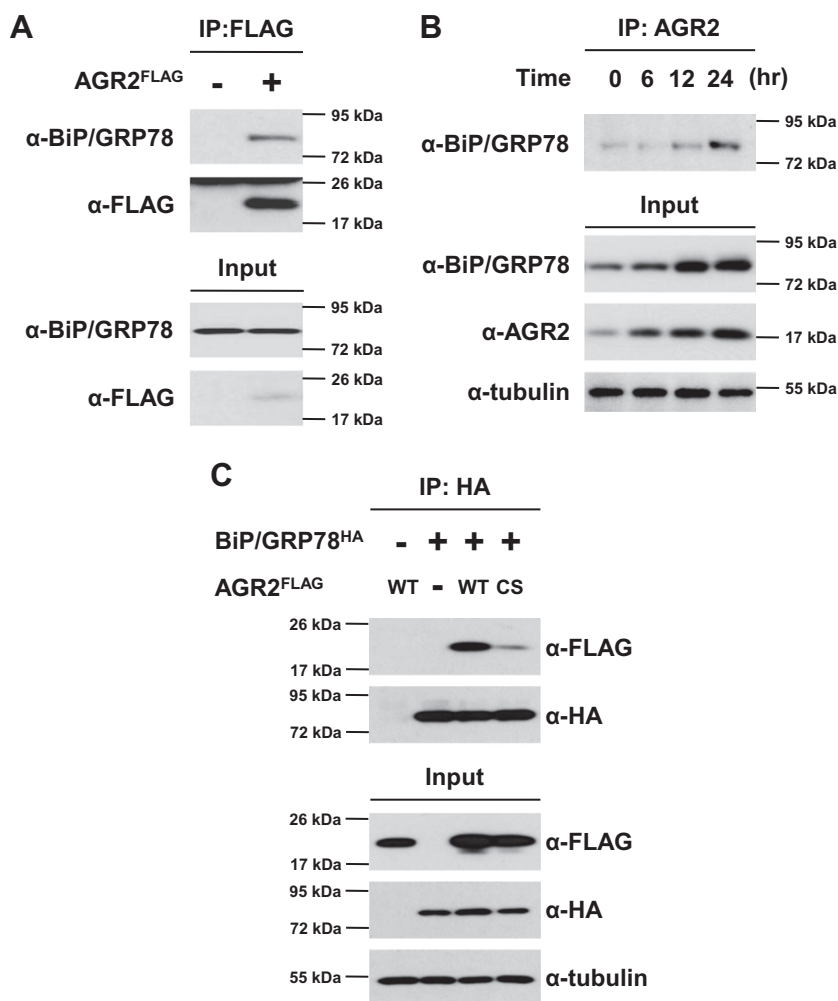 A
IP:FLAG
AGR2FLAG - +
α-BiP/GRP78
95 kDa
72 kDa
α-FLAG
26 kDa
17 kDa
Input
α-BiP/GRP78
95 kDa
72 kDa
α-FLAG
26 kDa
17 kDa
B
IP: AGR2
Time 0 6 12 24 (hr)
α-BiP/GRP78
95 kDa
72 kDa
Input
α-BiP/GRP78
95 kDa
72 kDa
α-AGR2
17 kDa
α-tubulin
55 kDa
C
IP: HA
BiP/GRP78HA - + + +
AGR2FLAG WT - WT CS
26 kDa
17 kDa
α-FLAG
95 kDa
72 kDa
α-HA
Input
26 kDa
17 kDa
α-FLAG
95 kDa
72 kDa
α-HA
55 kDa
α-tubulin